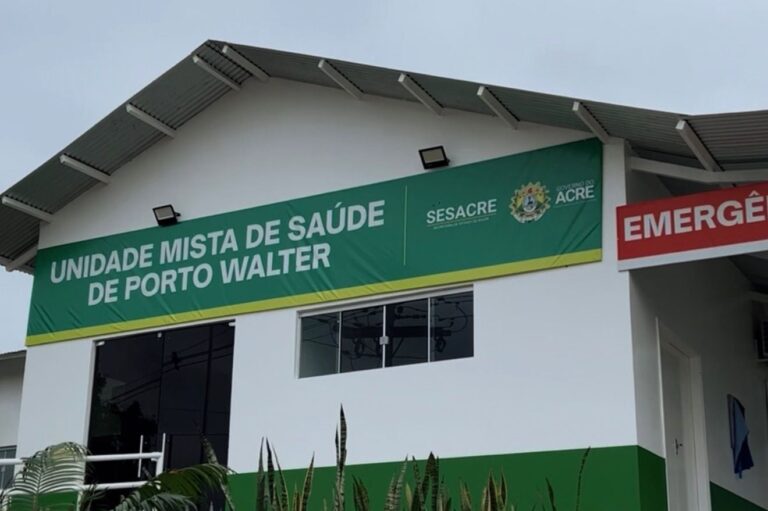 UNIDADE MISTA DE SAÚDE
DE PORTO WALTER
SESACRE
GOVERNO DO
ACRE
EMERGÊ